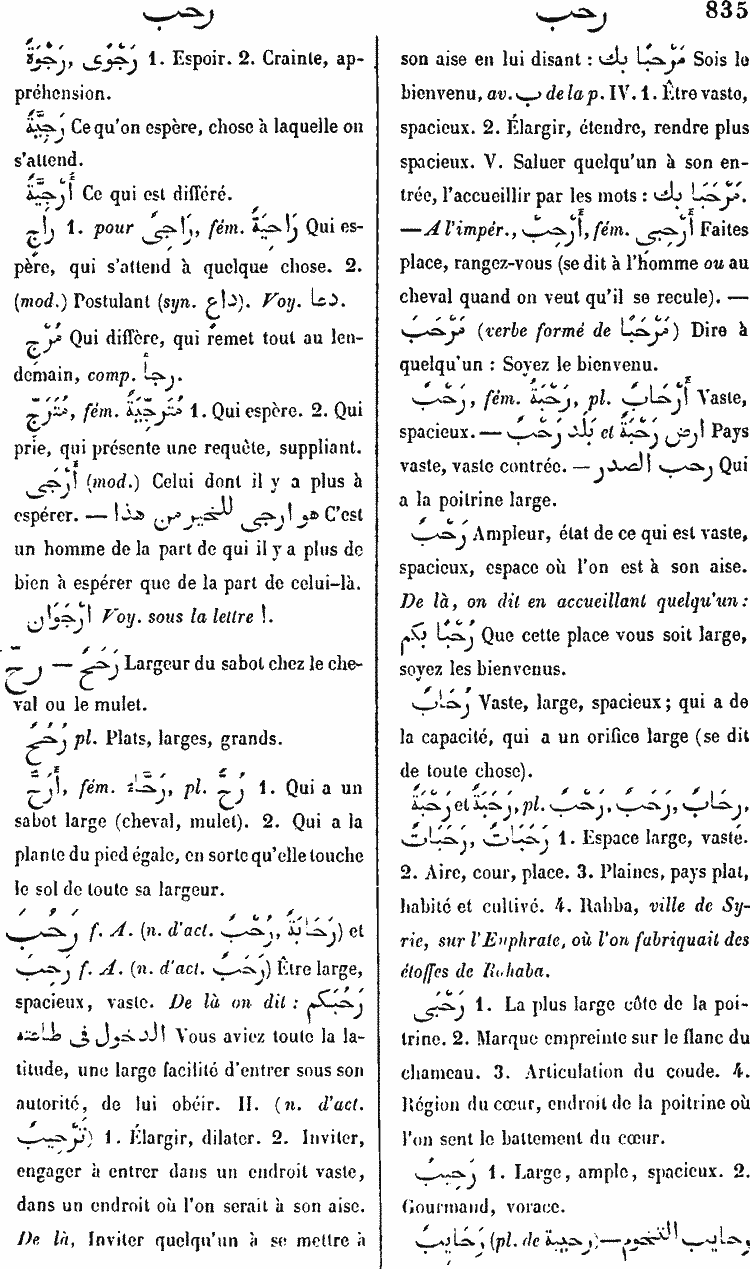 رحب رحب 835
رَجْوَةٌ, رَجْوَى 1. Espoir. 2. Crainte, ap-
préhension.
رَجِيَّةٌ Ce qu'on espère, chose à laquelle on
s'attend.
أُرْجِيَّةٌ Ce qui est différé.
رَاجٍ 1. pour رَاجِىٌ, fém. رَاجِيَةٌ Qui es-
père, qui s'attend à quelque chose. 2.
(mod.) Postulant (syn. داع). Voy. دعا.
مُرْجٍ Qui diffère, qui remet tout au len-
demain, comp. رجأ.
مُتَرَجٍّ, fém. مُتَرَجِّيَةٌ 1. Qui espère. 2. Qui
prie, qui présente une requête, suppliant.
أَرْجَى (mod.) Celui dont il y a plus à
espérer. — هو ارجى للخير من هذا C'est
un homme de la part de qui il y a plus de
bien à espérer que de la part de celui-là.
أُرْجُوَان Voy. sous la lettre ا.
رحّ — رَحَحٌ Largeur du sabot chez le che-
val ou le mulet.
رُحُحٌ pl. Plats, larges, grands.
أَرَحُّ, fém. رَحَّاءُ, pl. رُحٌّ 1. Qui a un
sabot large (cheval, mulet). 2. Qui a la
plante du pied égale, en sorte qu'elle touche
le sol de toute sa largeur.
رَحُبَ f. A. (n. d'act. رُحْبٌ, رَحَابَةٌ) et
رَحِبَ f. A. (n. d'act. رَحَبٌ) Être large,
spacieux, vaste. De là on dit : رَحُبَكُم
الدخول فى طاعته Vous aviez toute la la-
titude, une large facilité d'entrer sous son
autorité, de lui obéir. II. (n. d'act.
تَرْحِيبٌ) 1. Élargir, dilater. 2. Inviter,
engager à entrer dans un endroit vaste,
dans un endroit où l'on serait à son aise.
De là, Inviter quelqu'un à se mettre à
son aise en lui disant : مَرْحَبًا بِك Sois le
bienvenu, av. ب de la p. IV. 1. Être vaste,
spacieux. 2. Élargir, étendre, rendre plus
spacieux. V. Saluer quelqu'un à son en-
trée, l'accueillir par les mots : مَرْحَبًا بِك.
— A l'impér., أَرْحِبْ, fém. أَرْحِبِى Faites
place, rangez-vous (se dit à l'homme ou au
cheval quand on veut qu'il se recule). —
مَرْحَبَ (verbe formé de مَرْحَبًا) Dire à
quelqu'un : Soyez le bienvenu.
رَحْبٌ, fém. رَحْبَةٌ, pl. أَرْحَابٌ Vaste,
spacieux. — بَلَد رَحْبٌ et ارض رَحْبَةٌ Pays
vaste, vaste contrée. — رحب الصدر Qui
a la poitrine large.
رُحْبٌ Ampleur, état de ce qui est vaste,
spacieux, espace où l'on est à son aise.
De là, on dit en accueillant quelqu'un :
رُحْبًا بكم Que cette place vous soit large,
soyez les bienvenus.
رُحَابٌ Vaste, large, spacieux ; qui a de
la capacité, qui a un orifice large (se dit
de toute chose).
رَحْبَةٌ et رَحَبَةٌ, pl. رَحْبٌ, رَحَبٌ, رِحَابٌ,
رَحَبَاتٌ, رَحْبَاتٌ 1. Espace large, vaste.
2. Aire, cour, place. 3. Plaines, pays plat,
habité et cultivé. 4. Rahba, ville de Sy-
rie, sur l'Euphrate, où l'on fabriquait des
étoffes de Rohaba.
رُحْبَى 1. La plus large côte de la poi-
trine. 2. Marque empreinte sur le flanc du
chameau. 3. Articulation du coude. 4.
Région du cœur, endroit de la poitrine où
l'on sent le battement du cœur.
رَحِيبٌ 1. Large, ample, spacieux. 2.
Gourmand, vorace.
رَحَايِبُ (pl. de رحيبة) — رحايب التخوم